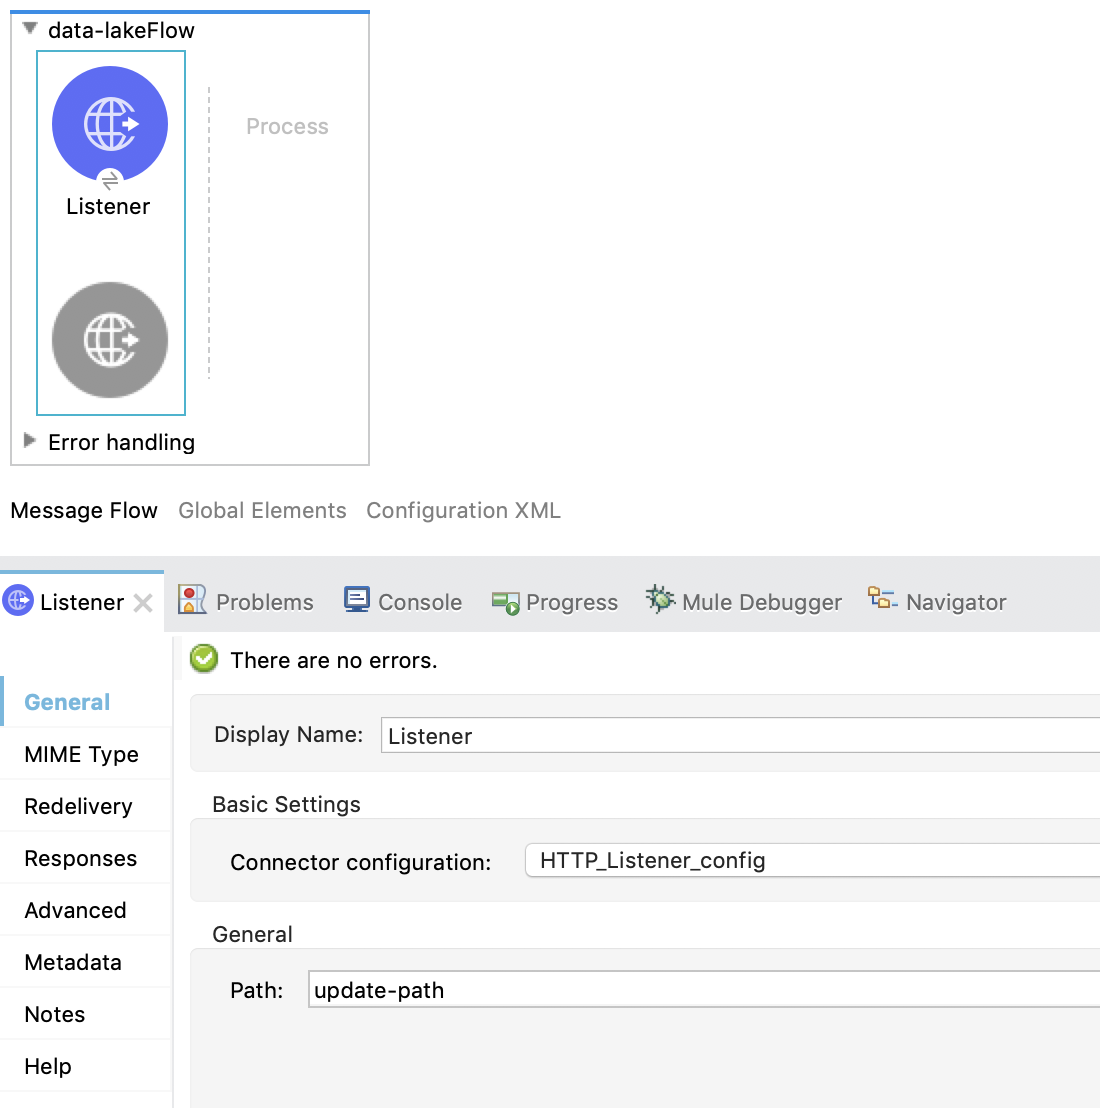 data-lakeFlow
Process
Listener
Error handling
Message Flow Global Elements Configuration XML
Listener Problems Console Progress Mule Debugger Navigator
There are no errors.
General
MIME Type
Redelivery
Responses
Advanced
Metadata
Notes
Help
Display Name: Listener
Basic Settings
Connector configuration: HTTP_Listener_config
General
Path: update-path